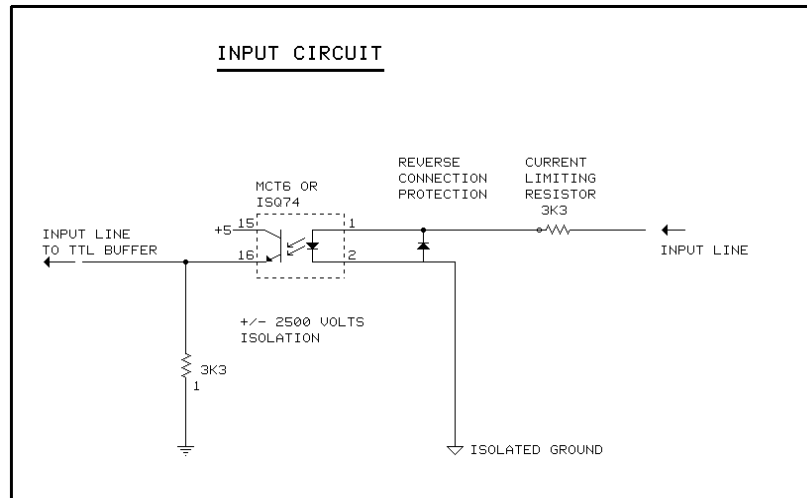 INPUT CIRCUIT
REVERSE
CONNECTION
PROTECTION
CURRENT
LIMITING
RESISTOR
3K3
MCT6 OR
ISQ74
+5
15
1
INPUT LINE
TO TTL BUFFER
16
2
INPUT LINE
+/- 2500 VOLTS
ISOLATION
3K3
1
ISOLATED GROUND